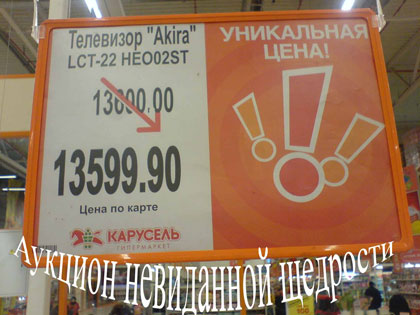 Телевизор "Akira"
LCT-22 HEO02ST
13600.00
13599.90
Цена по карте
КАРУСЕЛЬ
ГИПЕРМАРКЕТ
УНИКАЛЬНАЯ
ЦЕНА!
Аукцион невиданной щедрости